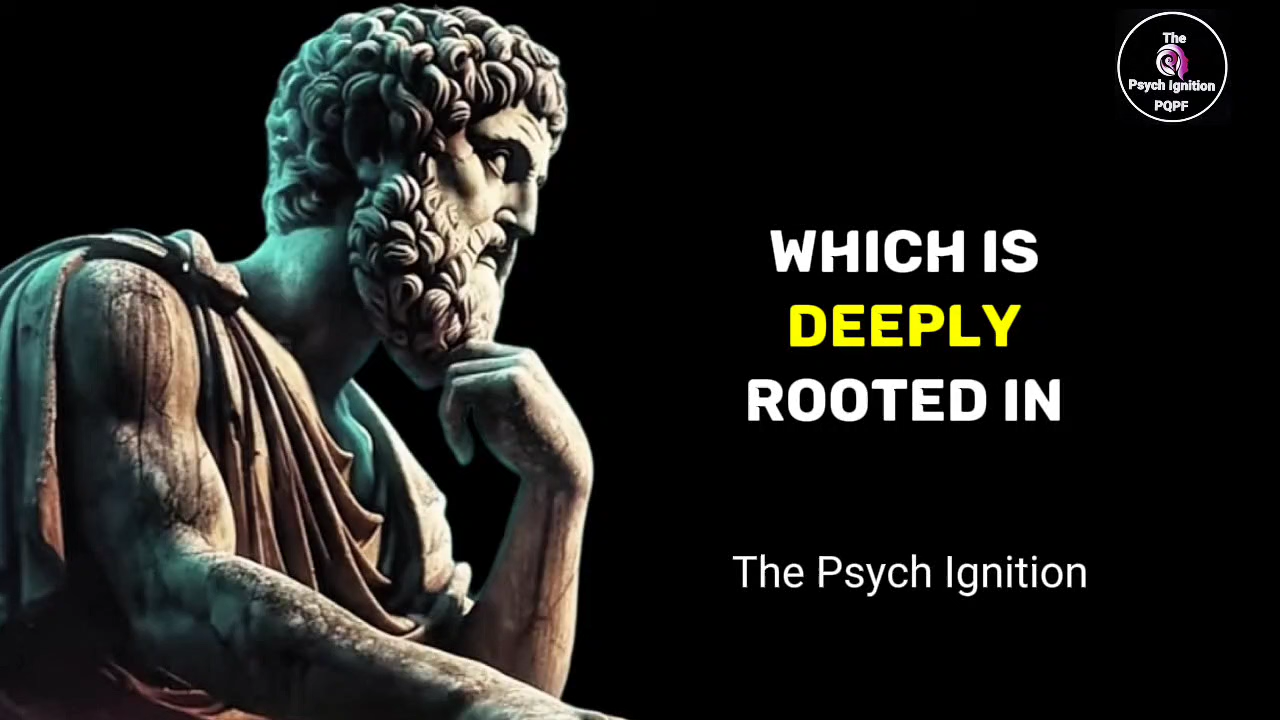 The
Psych Ignition
PQPF
WHICH IS
DEEPLY
ROOTED IN
The Psych Ignition